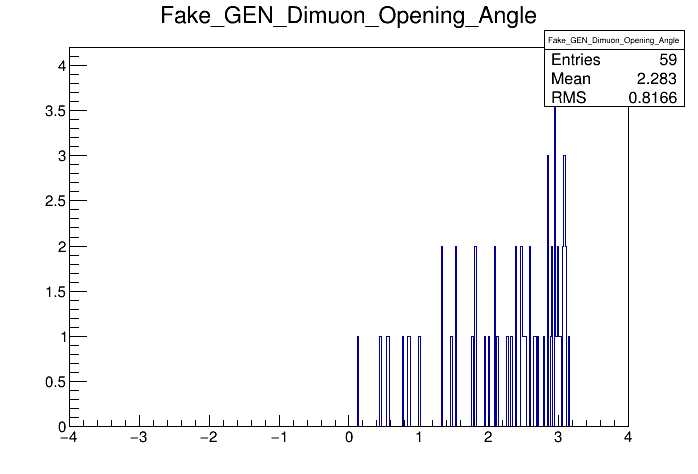 Fake_GEN_Dimuon_Opening_Angle
Fake_GEN_Dimuon_Opening_Angle
Entries 59
Mean 2.283
RMS 0.8166
4
3.5
3
2.5
2
1.5
1
0.5
0
−4 −3 −2 −1 0 1 2 3 4